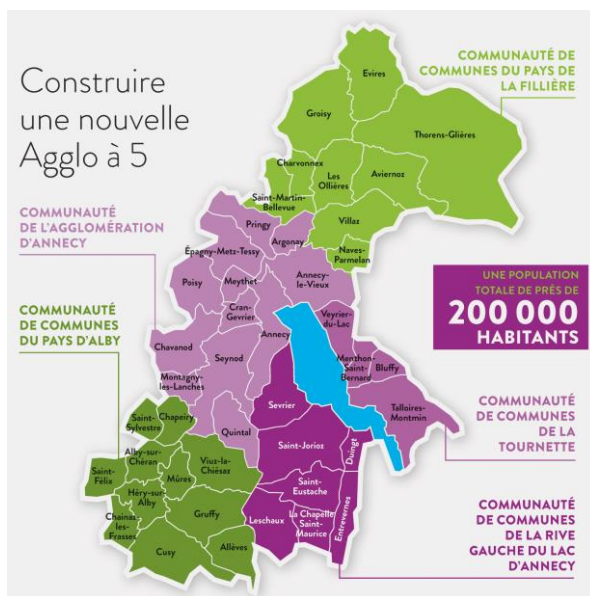 Construire
une nouvelle
Agglo à 5
COMMUNAUTÉ DE
COMMUNES DU PAYS DE
LA FILLIÈRE
Evires
Groisy
Thorens-Glières
Charvonnex
Les
Ollières
Aviernoz
Saint-Martin-
Bellevue
Villaz
Naves-
Parmelan
COMMUNAUTÉ
DE L'AGGLOMÉRATION
D'ANNECY
Pringy
Argonay
Épagny-Metz-Tessy
Poisy
Meythet
Annecy-
le-Vieux
Cran-
Gevrier
Annecy
Chavanod
Seynod
Montagny-
les-Lanches
Quintal
UNE POPULATION
TOTALE DE PRÈS DE
200 000
HABITANTS
COMMUNAUTÉ
DE COMMUNES
DU PAYS D'ALBY
Veyrier-
du-Lac
Menthon-
Saint-
Bernard
Bluffy
Talloires-
Montmin
COMMUNAUTÉ
DE COMMUNES
DE LA
TOURNETTE
Saint-
Sylvestre
Chapeiry
Alby-sur-
Chéran
Saint-
Félix
Mûres
Viuz-la-
Chiésaz
Héry-sur-
Alby
Chainaz-
les-
Frasses
Gruffy
Cusy
Allèves
Sevrier
Saint-Jorioz
Duingt
Saint-
Eustache
Leschaux
La Chapelle
Saint-
Maurice
Entrevernes
COMMUNAUTÉ
DE COMMUNES
DE LA RIVE
GAUCHE DU LAC
D'ANNECY